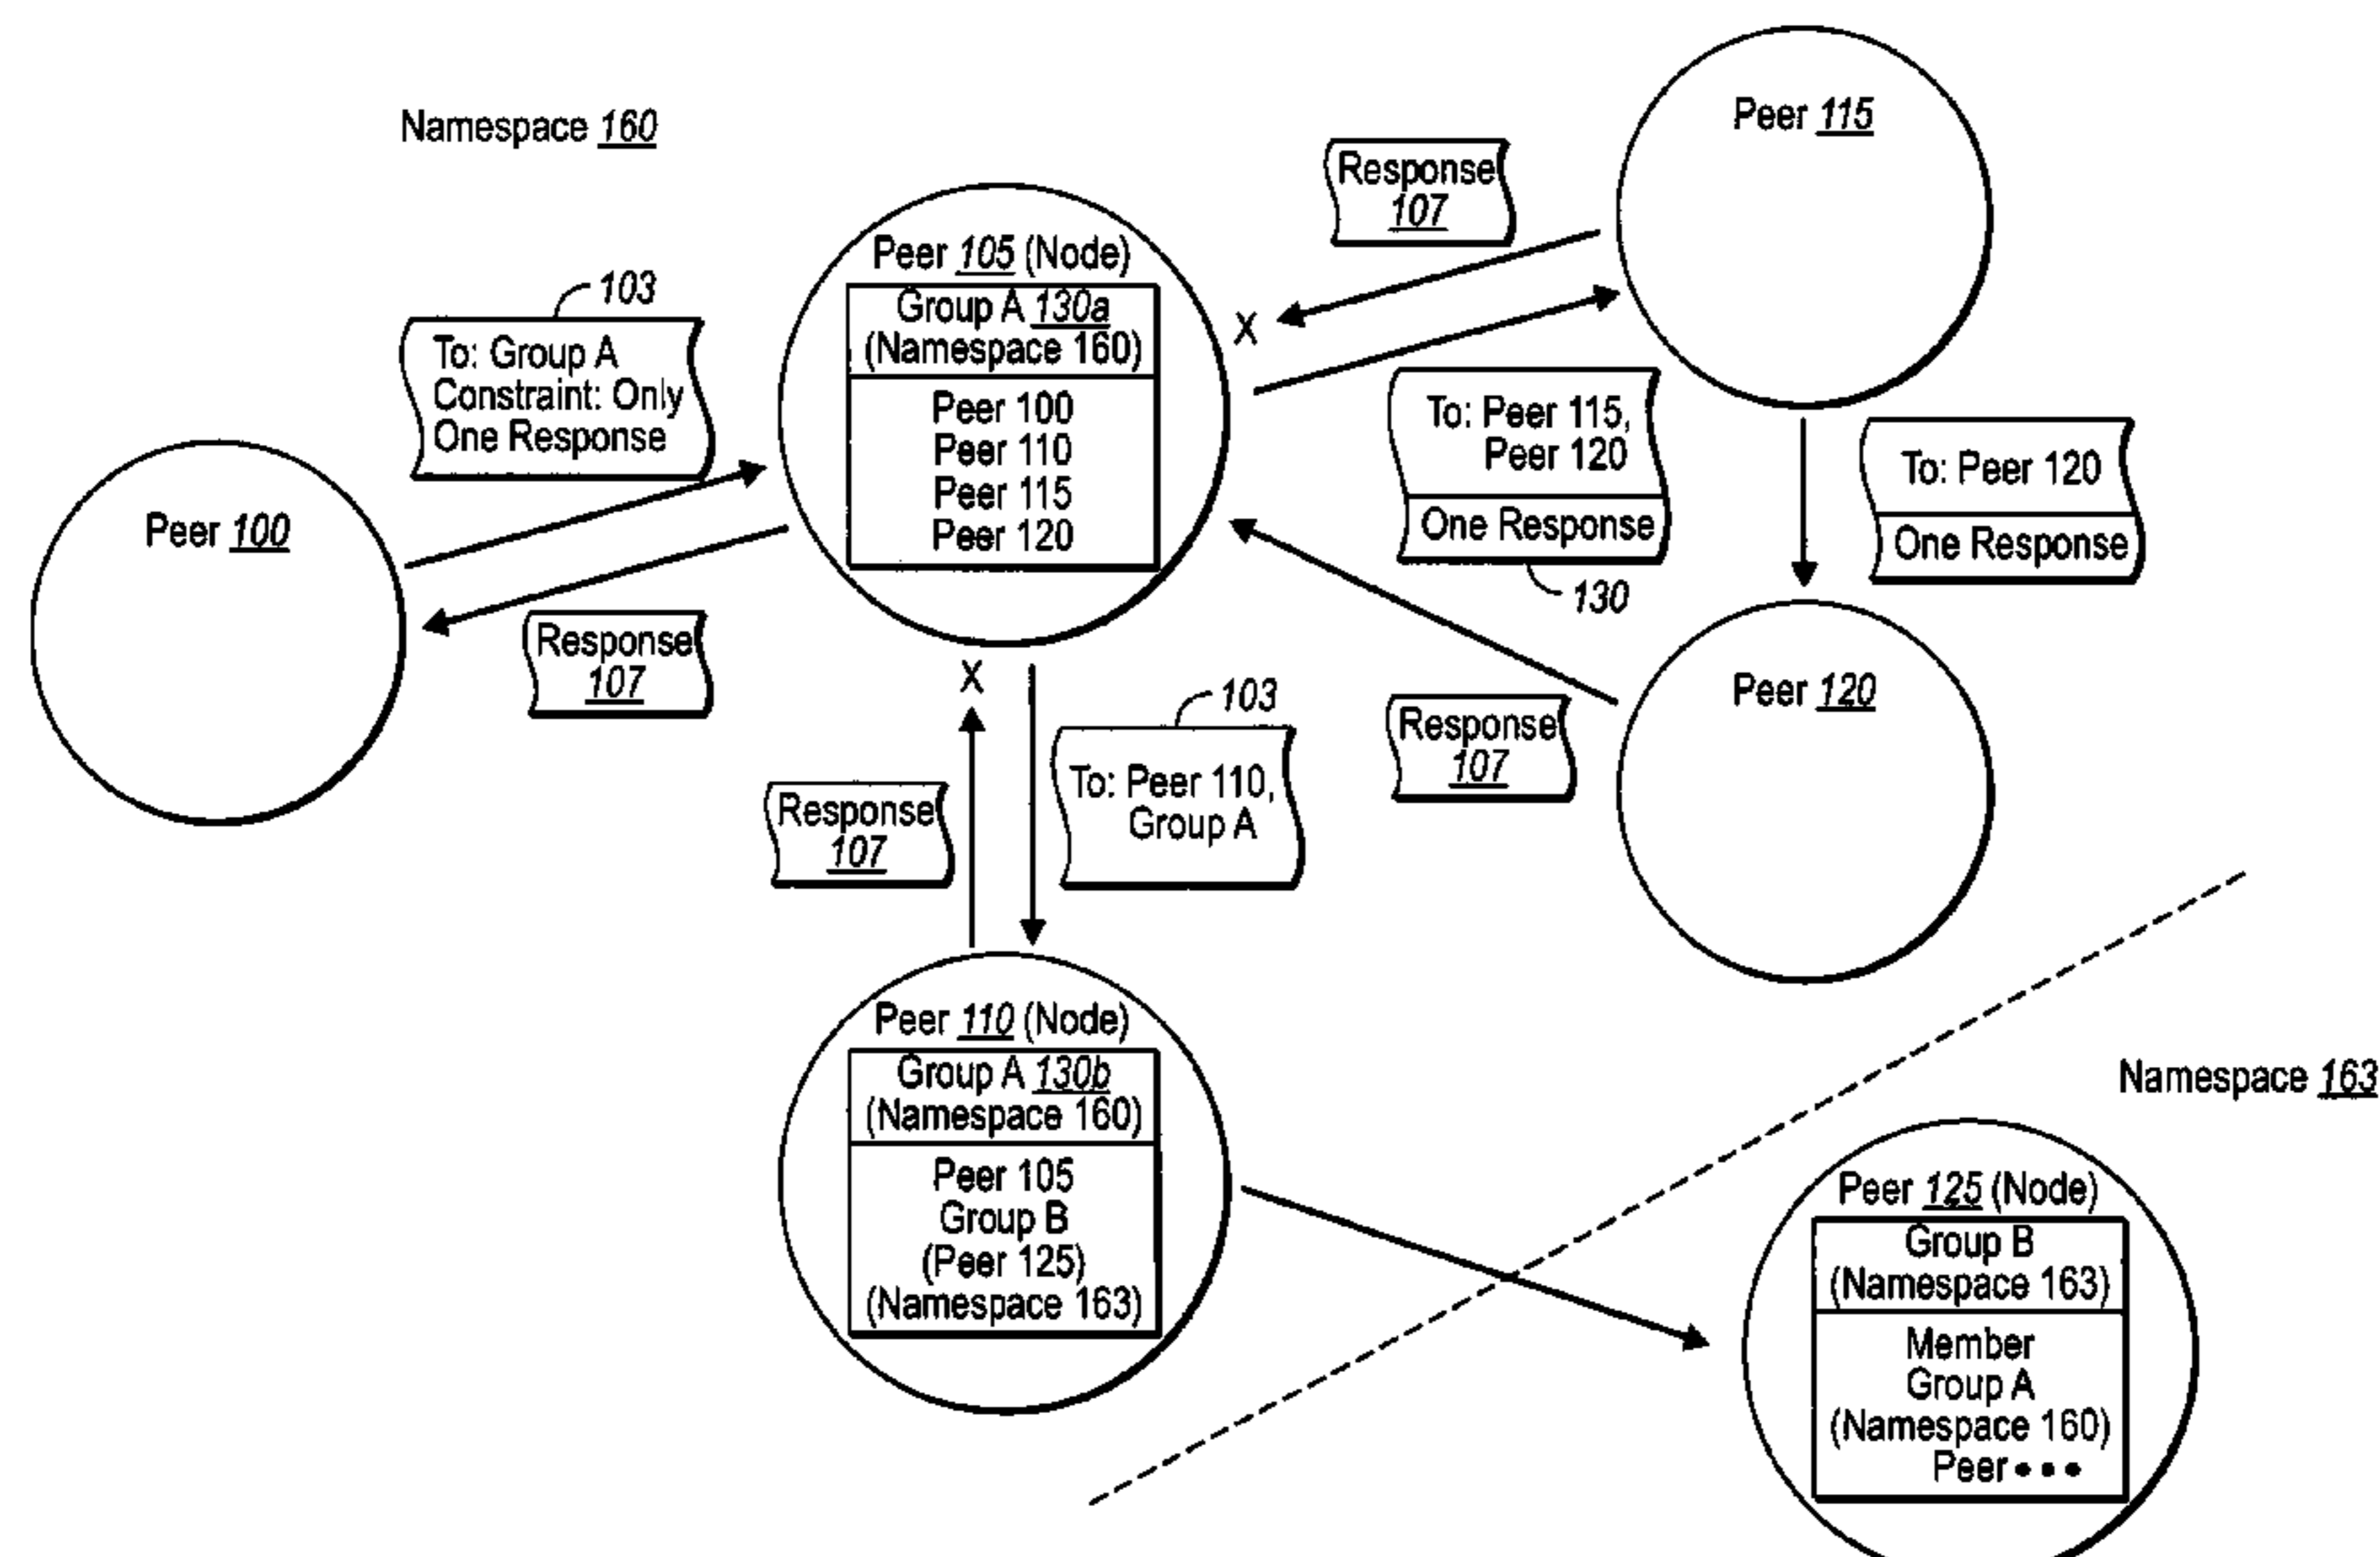 Namespace 160
Peer 115
Response
107
Peer 105 (Node)
Group A 130a
(Namespace 160)
Peer 100
Peer 110
Peer 115
Peer 120
103
To: Group A
Constraint: Only
One Response
X
To: Peer 115,
Peer 120
One Response
130
To: Peer 120
One Response
Peer 100
Response
107
X
103
To: Peer 110,
Group A
Response
107
Response
107
Peer 120
Peer 110 (Node)
Group A 130b
(Namespace 160)
Peer 105
Group B
(Peer 125)
(Namespace 163)
Namespace 163
Peer 125 (Node)
Group B
(Namespace 163)
Member
Group A
(Namespace 160)
Peer •••